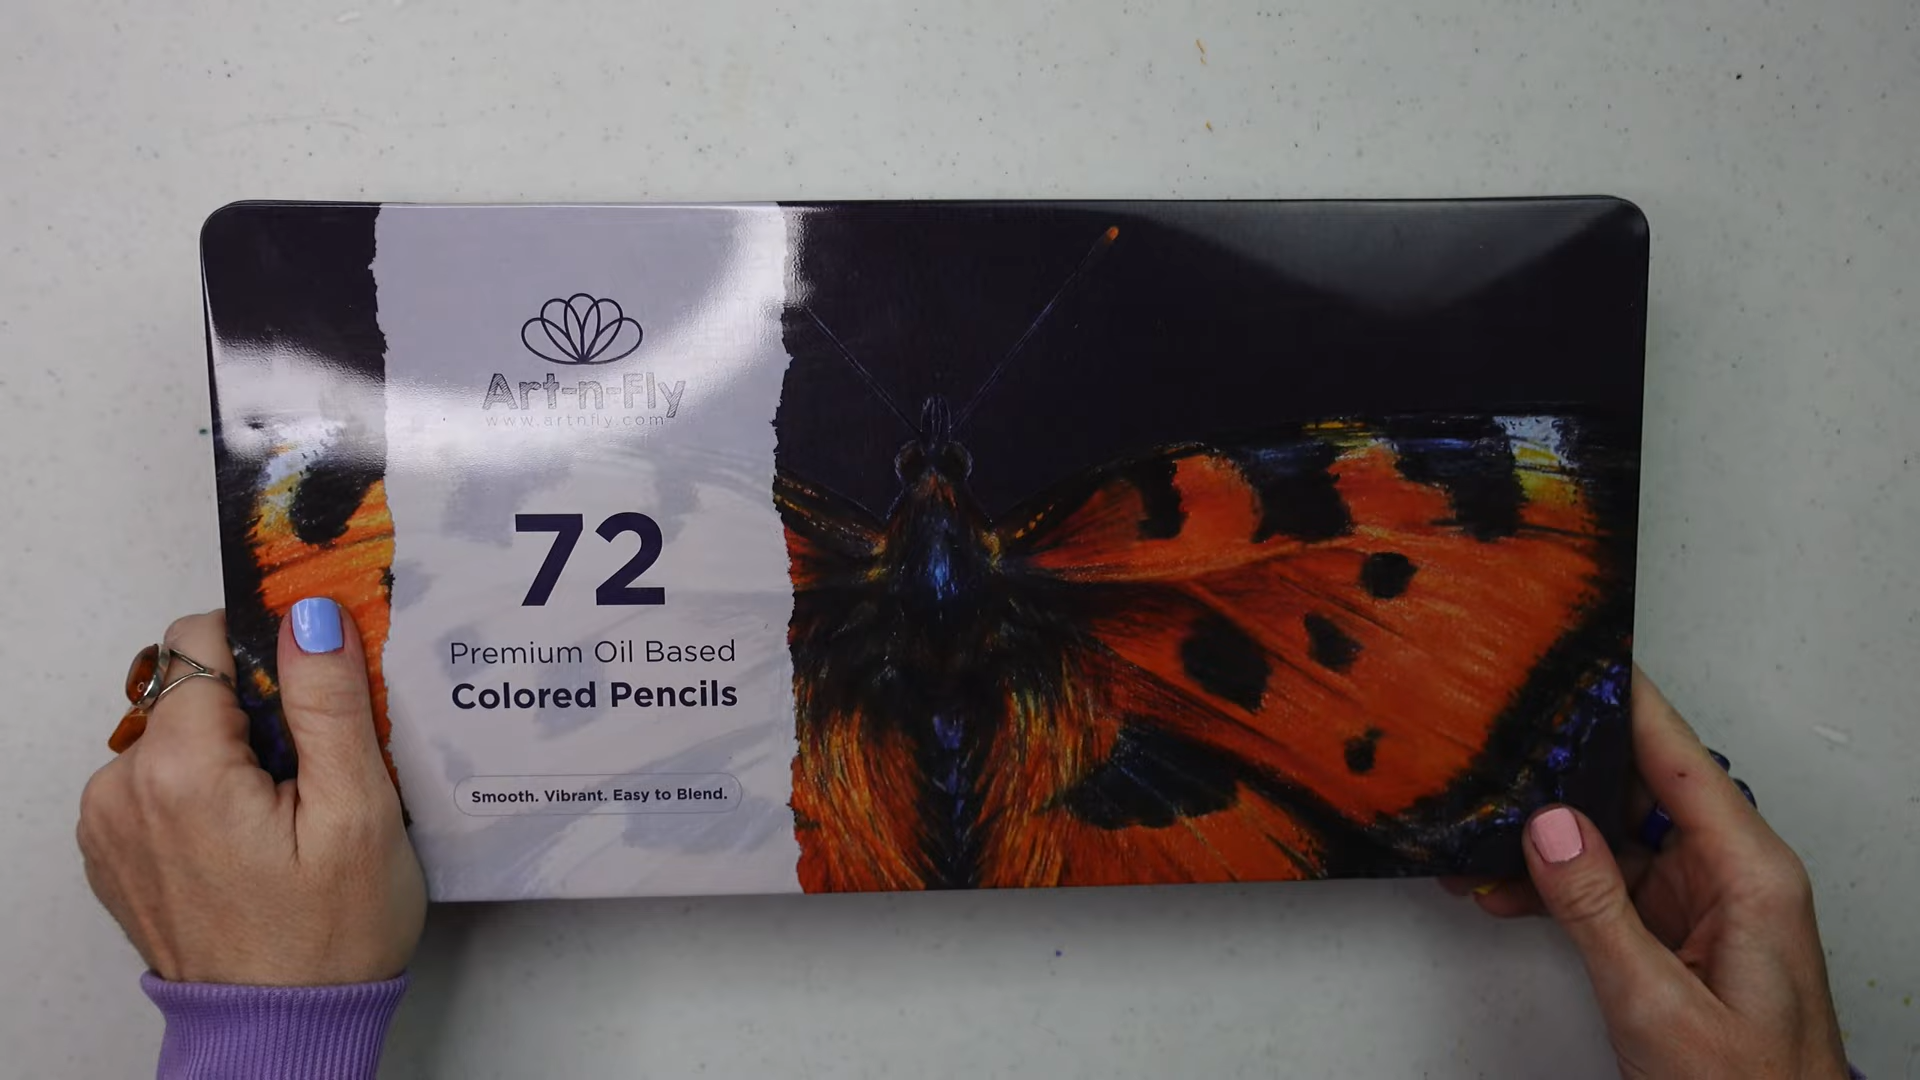 Art-n-Fly
www.artnfly.com
72
Premium Oil Based
Colored Pencils
Smooth. Vibrant. Easy to Blend.